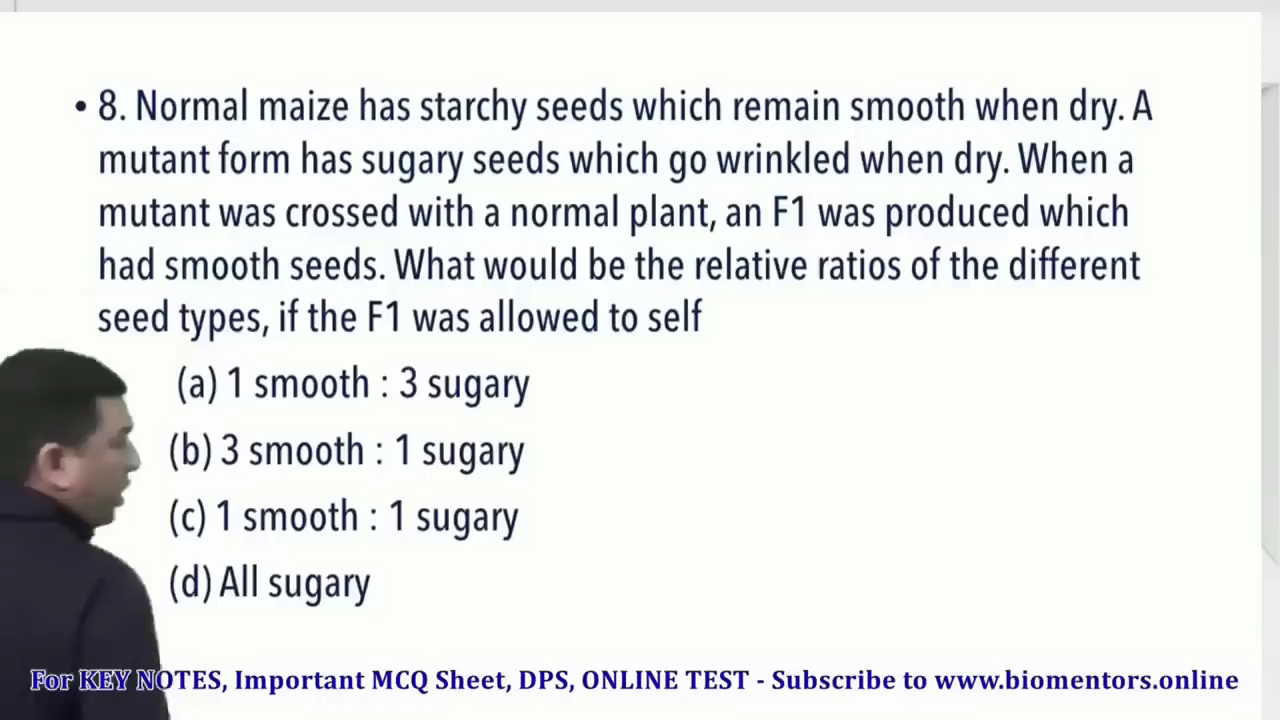 • 8. Normal maize has starchy seeds which remain smooth when dry. A
mutant form has sugary seeds which go wrinkled when dry. When a
mutant was crossed with a normal plant, an F1 was produced which
had smooth seeds. What would be the relative ratios of the different
seed types, if the F1 was allowed to self
(a) 1 smooth : 3 sugary
(b) 3 smooth : 1 sugary
(c) 1 smooth : 1 sugary
(d) All sugary
For KEY NOTES, Important MCQ Sheet, DPS, ONLINE TEST - Subscribe to www.biomentors.online